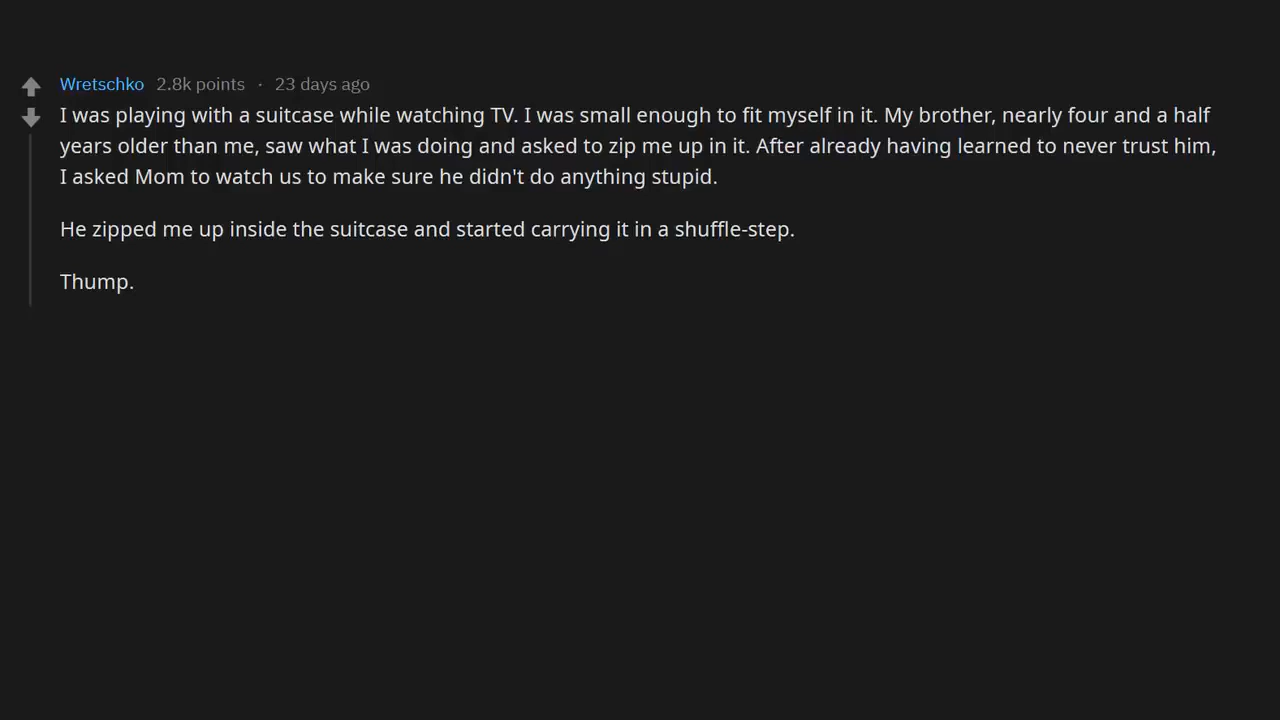 Wretschko 2.8k points · 23 days ago
I was playing with a suitcase while watching TV. I was small enough to fit myself in it. My brother, nearly four and a half
years older than me, saw what I was doing and asked to zip me up in it. After already having learned to never trust him,
I asked Mom to watch us to make sure he didn't do anything stupid.
He zipped me up inside the suitcase and started carrying it in a shuffle-step.
Thump.